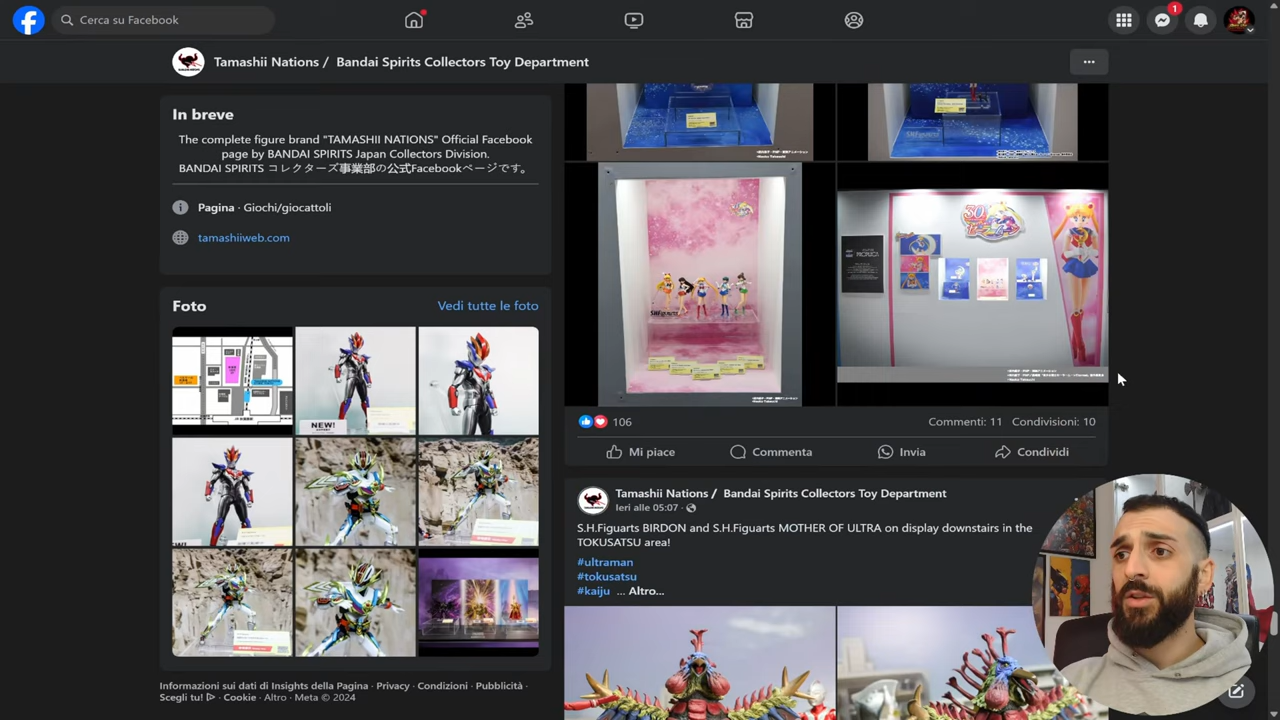 Cerca su Facebook
1
Tamashii Nations / Bandai Spirits Collectors Toy Department
In breve
The complete figure brand "TAMASHII NATIONS" Official Facebook
page by BANDAI SPIRITS Japan Collectors Division.
BANDAI SPIRITS コレクターズ事業部の公式Facebookページです。
Pagina · Giochi/giocattoli
tamashiiweb.com
Foto
Vedi tutte le foto
NEW!
Informazioni sui dati di Insights della Pagina · Privacy · Condizioni · Pubblicità ·
Scegli tu! · Cookie · Altro · Meta © 2024
30
106
Commenti: 11 Condivisioni: 10
Mi piace
Commenta
Invia
Condividi
Tamashii Nations / Bandai Spirits Collectors Toy Department
Ieri alle 05:07 ·
S.H.Figuarts BIRDON and S.H.Figuarts MOTHER OF ULTRA on display downstairs in the
TOKUSATSU area!
#ultraman
#tokusatsu
#kaiju ... Altro...